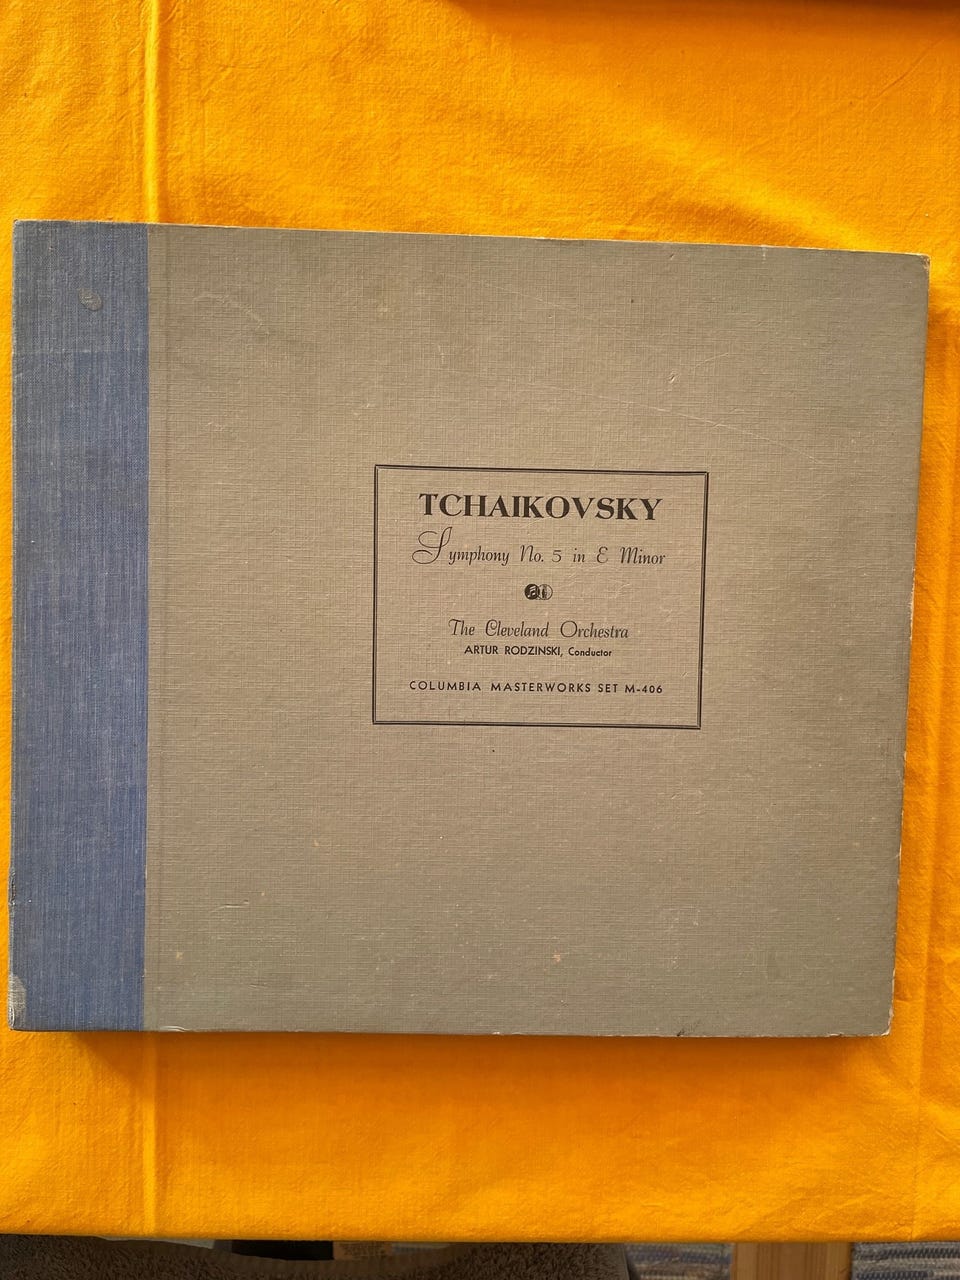 TCHAIKOVSKY
Symphony No. 5 in E Minor
The Cleveland Orchestra
ARTUR RODZINSKI, Conductor
COLUMBIA MASTERWORKS SET M-406